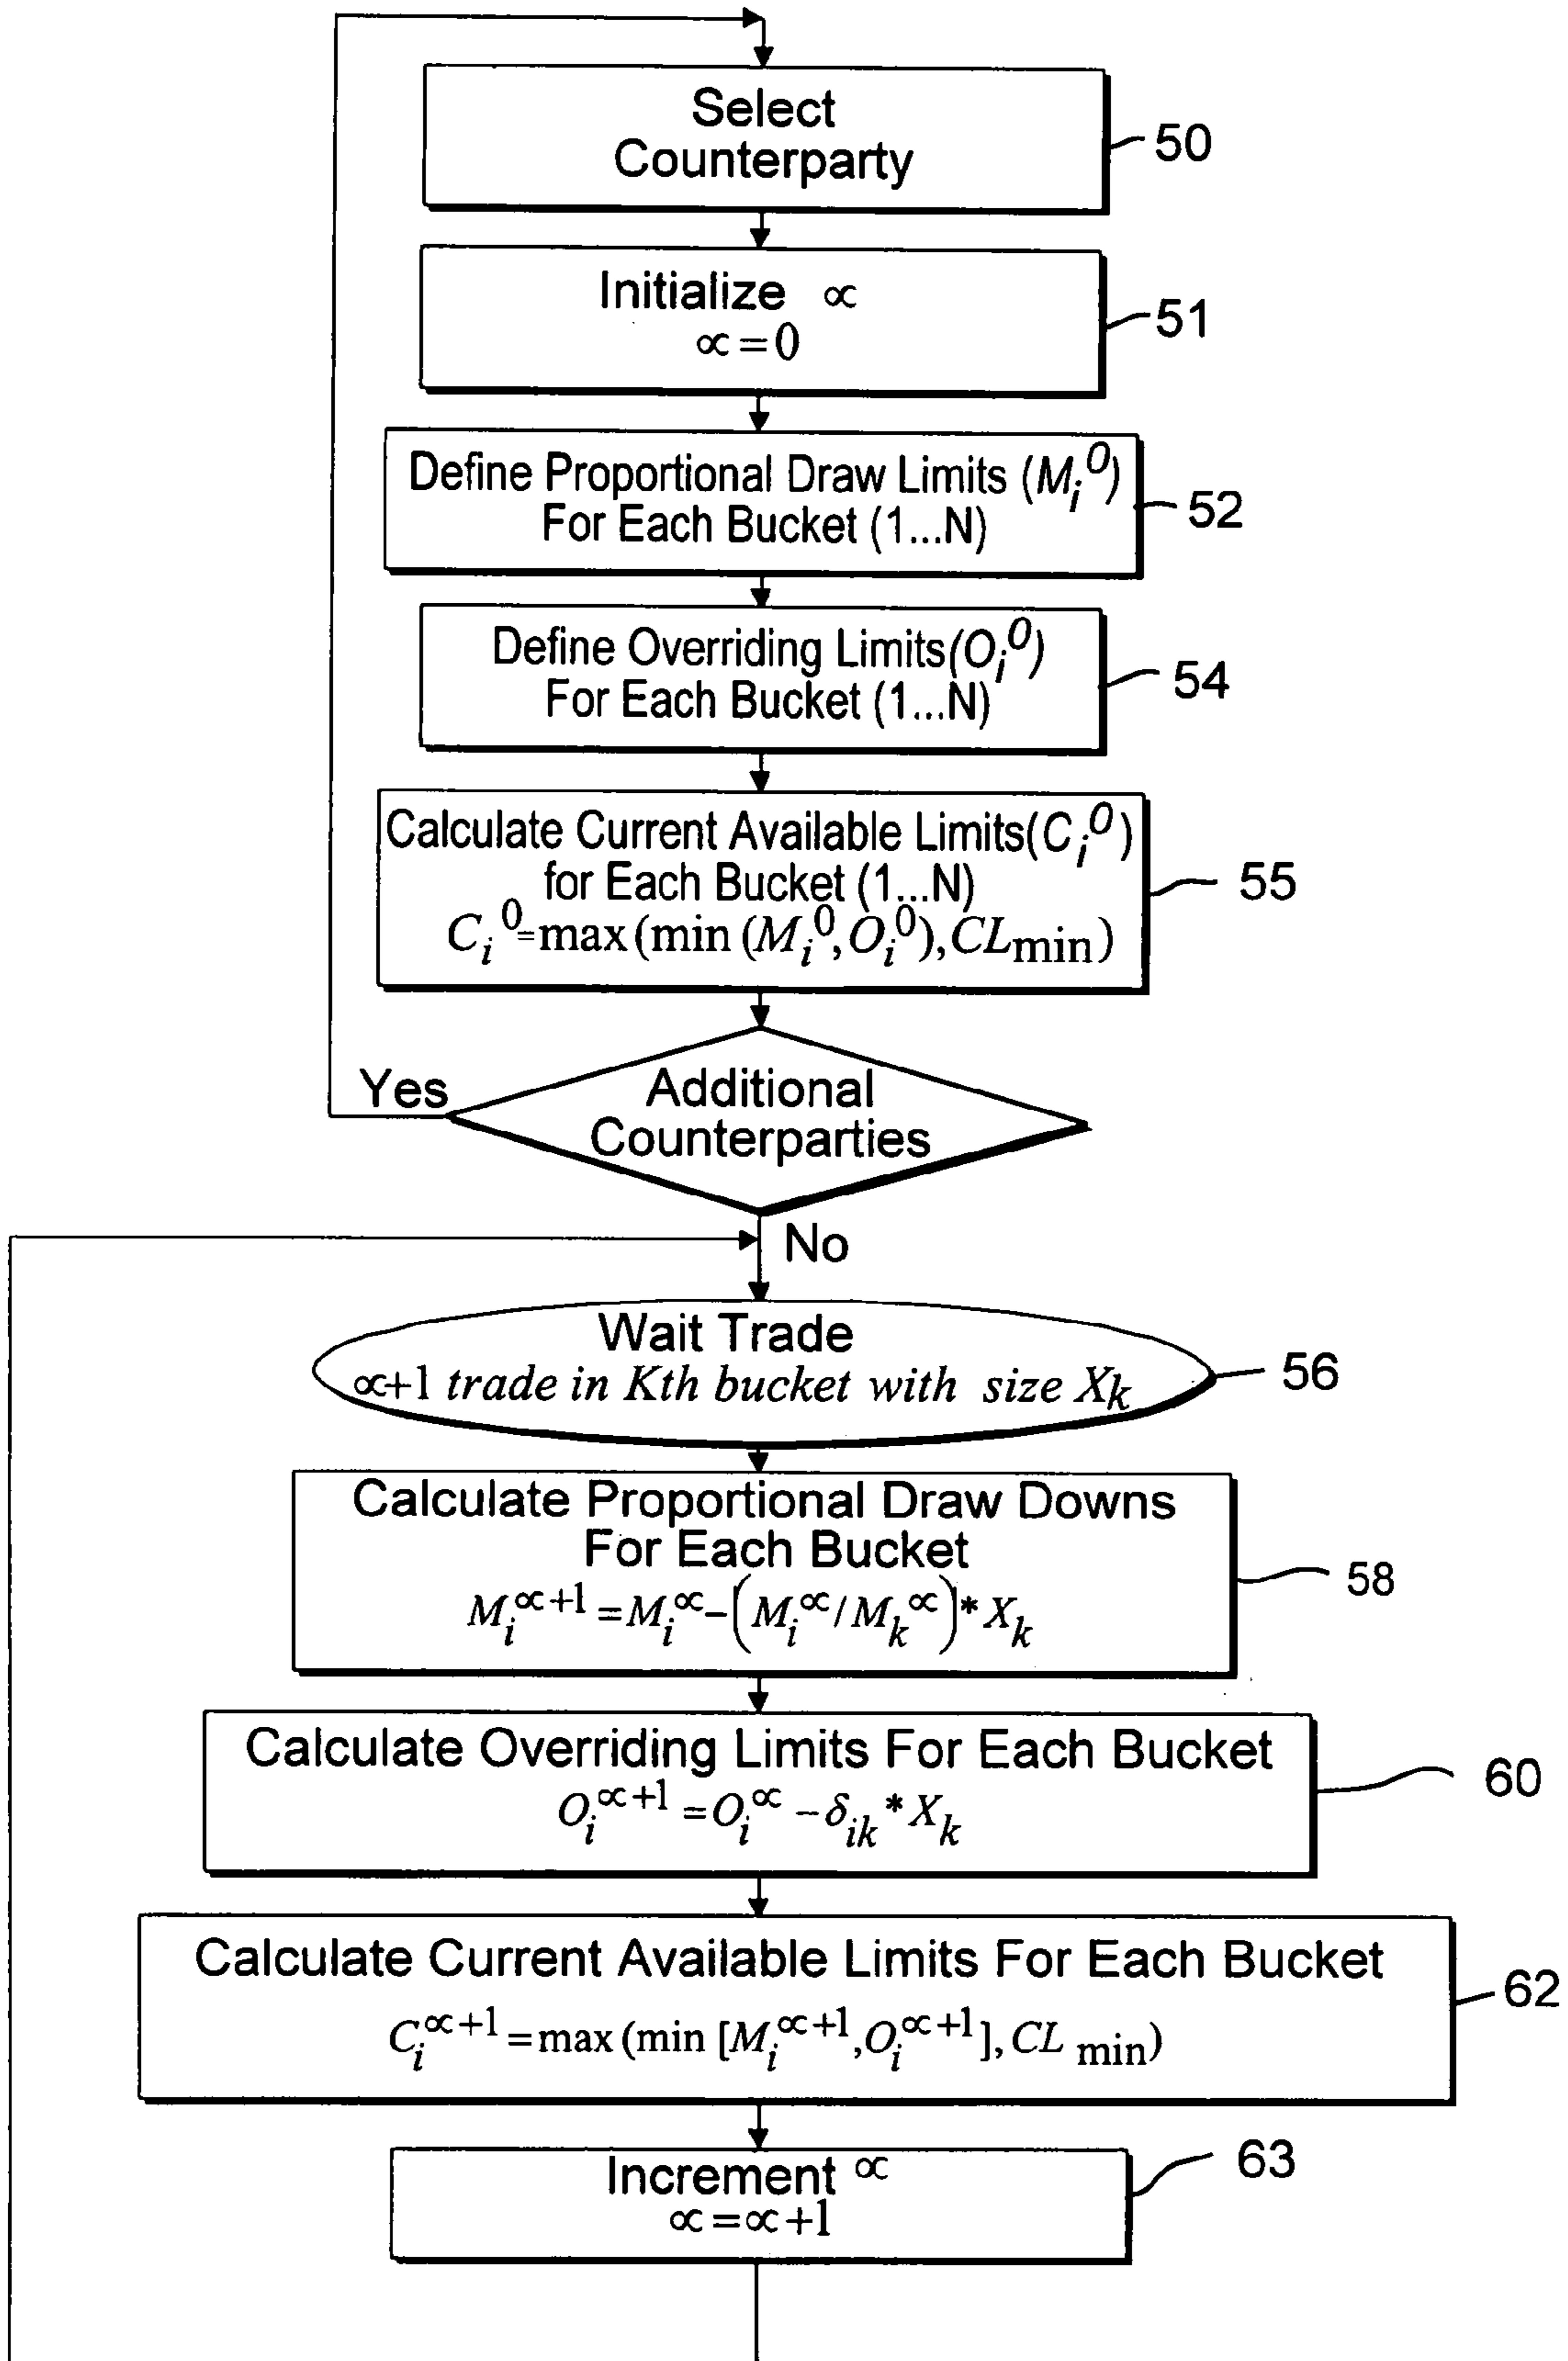 Select
Counterparty
50
Initialize ∝
∝=0
51
Define Proportional Draw Limits (M_i^0)
For Each Bucket (1...N)
52
Define Overriding Limits(O_i^0)
For Each Bucket (1...N)
54
Calculate Current Available Limits(C_i^0)
for Each Bucket (1...N)
C_i^0=max(min (M_i^0,O_i^0),CL_min)
55
Additional
Counterparties
Yes
No
Wait Trade
∝+1 trade in Kth bucket with size X_k
56
Calculate Proportional Draw Downs
For Each Bucket
M_i^∝+1=M_i^∝-(M_i^∝/M_k^∝)*X_k
58
Calculate Overriding Limits For Each Bucket
O_i^∝+1=O_i^∝-δ_ik*X_k
60
Calculate Current Available Limits For Each Bucket
C_i^∝+1=max(min [M_i^∝+1,O_i^∝+1],CL_min)
62
Increment ∝
∝=∝+1
63